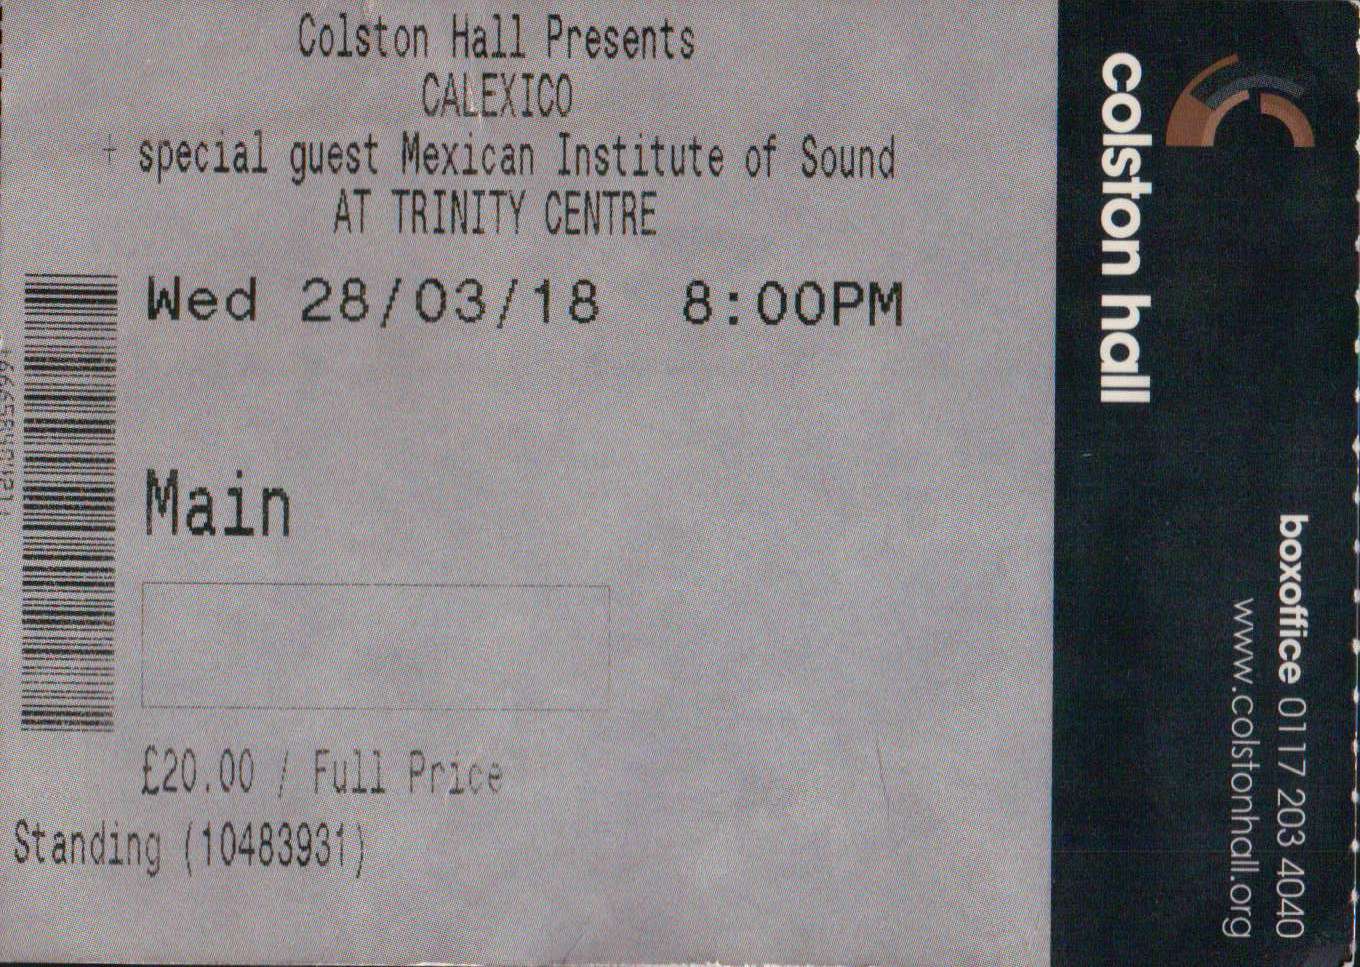 Colston Hall Presents
CALEXICO
+ special guest Mexican Institute of Sound
AT TRINITY CENTRE
Wed 28/03/18 8:00PM
Main
£20.00 / Full Price
Standing (10483931)
colston hall
boxoffice 0117 203 4040
www.colstonhall.org